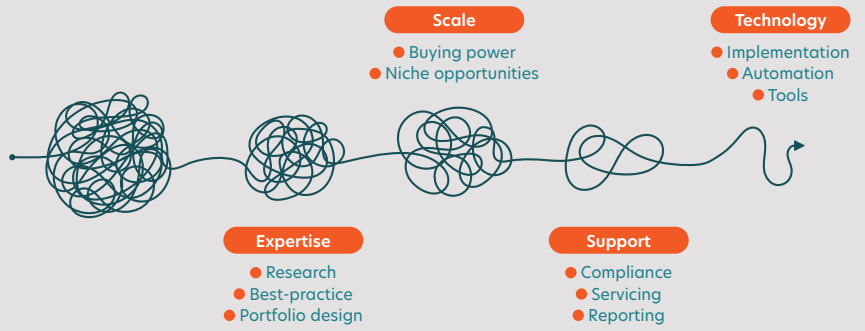 Scale
Buying power
Niche opportunities
Technology
Implementation
Automation
Tools
Expertise
Research
Best-practice
Portfolio design
Support
Compliance
Servicing
Reporting